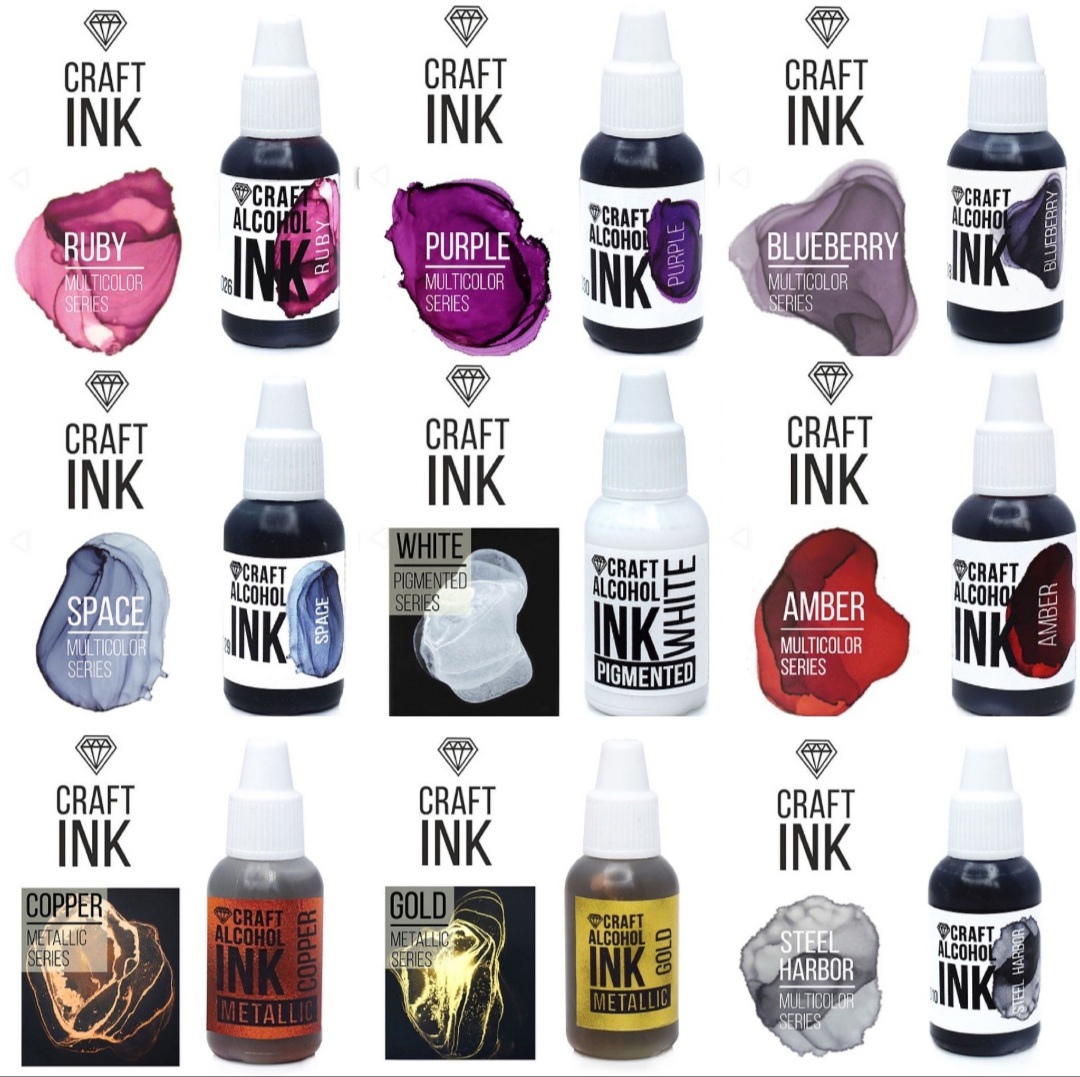 CRAFT
INK
RUBY
MULTICOLOR
SERIES
CRAFT
ALCOHOL
INK
RUBY
026
CRAFT
INK
PURPLE
MULTICOLOR
SERIES
CRAFT
ALCOHOL
INK
PURPLE
CRAFT
INK
BLUEBERRY
MULTICOLOR
SERIES
CRAFT
ALCOHOL
INK
BLUEBERRY
CRAFT
INK
SPACE
MULTICOLOR
SERIES
CRAFT
ALCOHOL
INK
SPACE
CRAFT
INK
WHITE
PIGMENTED
SERIES
CRAFT
ALCOHOL
INK
WHITE
PIGMENTED
CRAFT
INK
AMBER
MULTICOLOR
SERIES
CRAFT
ALCOHOL
INK
AMBER
CRAFT
INK
COPPER
METALLIC
SERIES
CRAFT
ALCOHOL
INK
COPPER
METALLIC
CRAFT
INK
GOLD
METALLIC
SERIES
CRAFT
ALCOHOL
INK
GOLD
METALLIC
CRAFT
INK
STEEL
HARBOR
MULTICOLOR
SERIES
CRAFT
ALCOHOL
INK
STEEL HARBOR